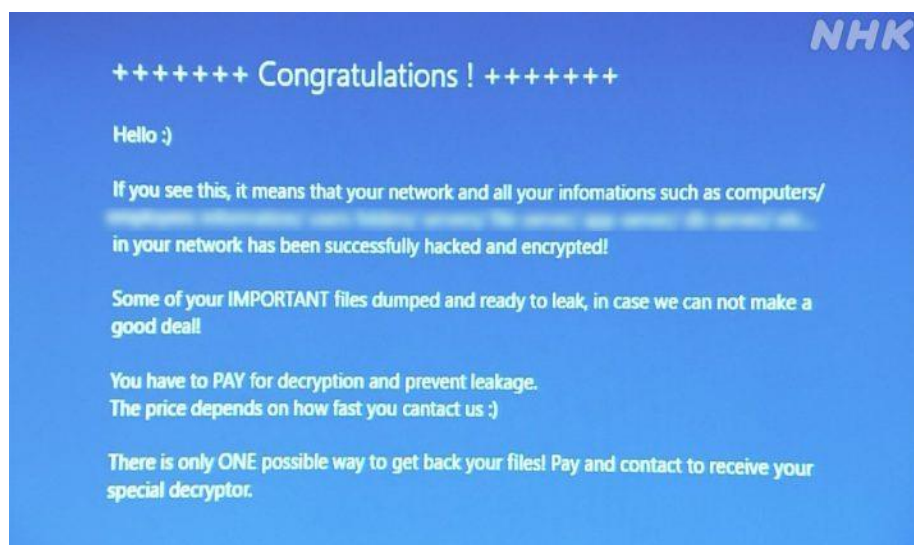 NHK
+++++++ Congratulations ! +++++++
Hello :)
If you see this, it means that your network and all your infomations such as computers/
in your network has been successfully hacked and encrypted!
Some of your IMPORTANT files dumped and ready to leak, in case we can not make a
good deal!
You have to PAY for decryption and prevent leakage.
The price depends on how fast you cantact us :)
There is only ONE possible way to get back your files! Pay and contact to receive your
special decryptor.